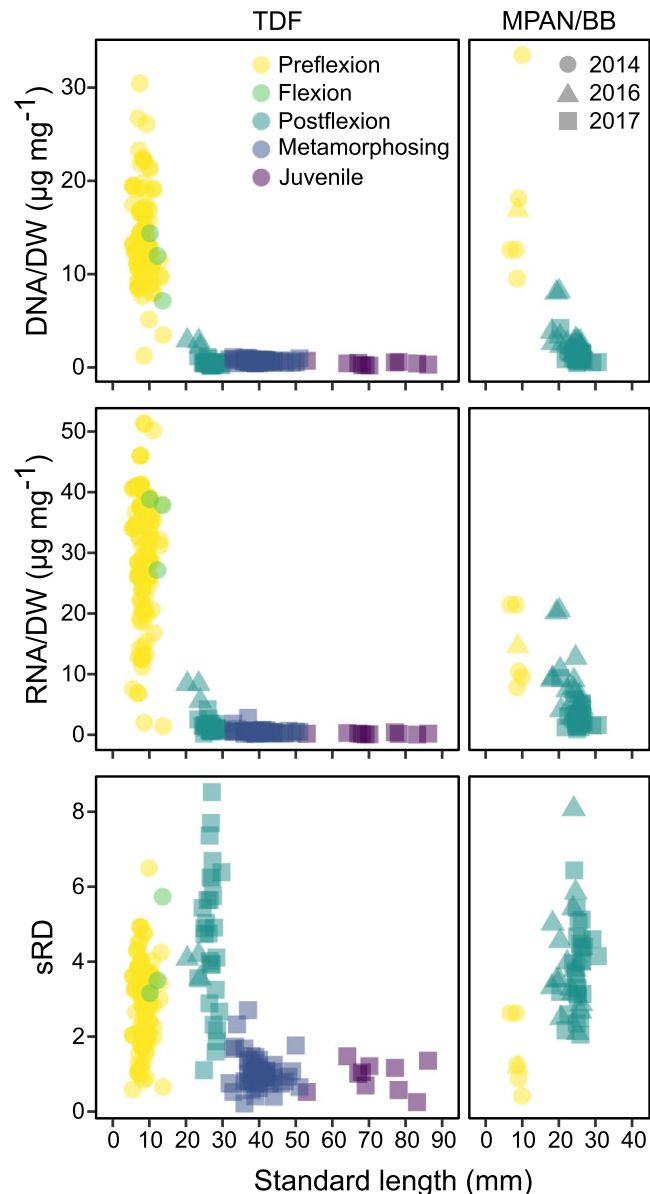 TDF MPAN/BB
DNA/DW (µg mg⁻¹)
30
20
10
0
Preflexion
Flexion
Postflexion
Metamorphosing
Juvenile
2014
2016
2017
RNA/DW (µg mg⁻¹)
50
40
30
20
10
0
sRD
8
6
4
2
0
0 10 20 30 40 50 60 70 80 90 0 10 20 30 40
Standard length (mm)